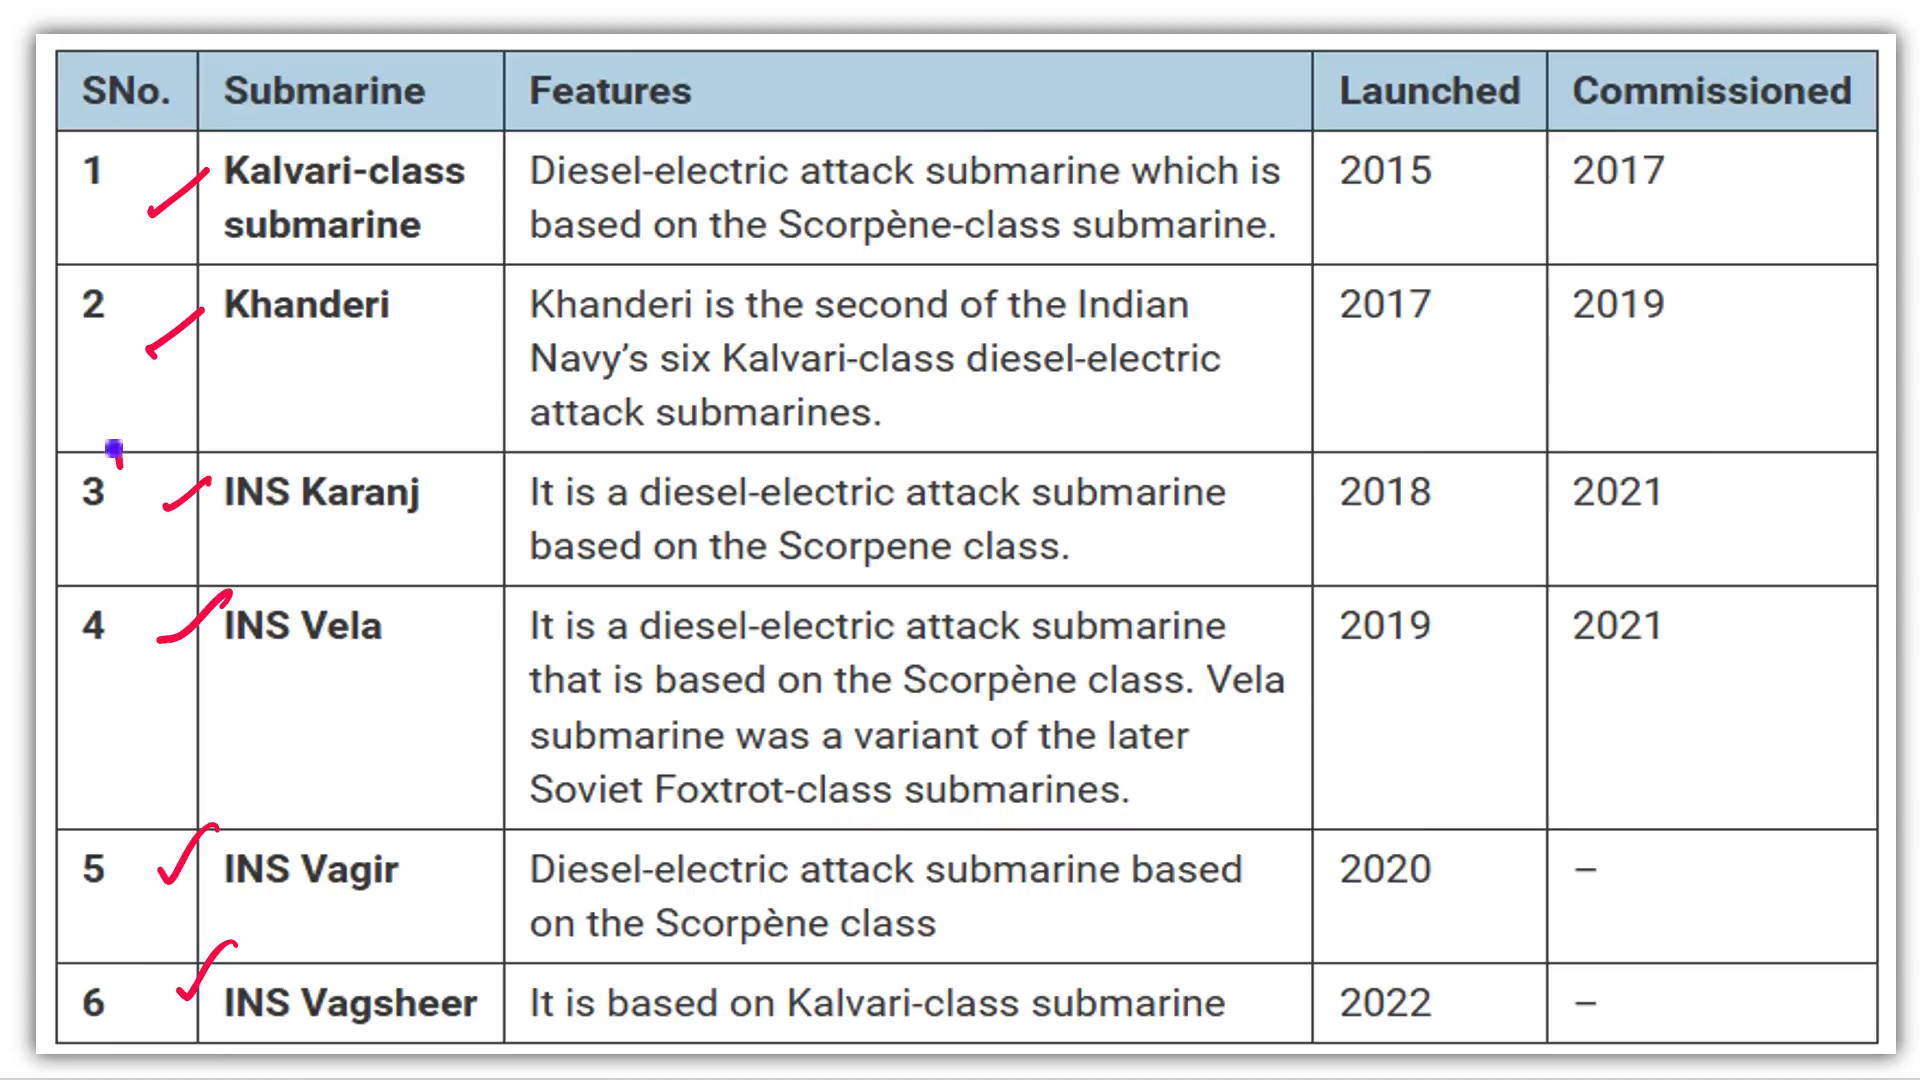 SNo. Submarine Features Launched Commissioned
1 Kalvari-class Diesel-electric attack submarine which is 2015 2017
submarine based on the Scorpène-class submarine.
2 Khanderi Khanderi is the second of the Indian 2017 2019
Navy’s six Kalvari-class diesel-electric
attack submarines.
3 INS Karanj It is a diesel-electric attack submarine 2018 2021
based on the Scorpene class.
4 INS Vela It is a diesel-electric attack submarine 2019 2021
that is based on the Scorpène class. Vela
submarine was a variant of the later
Soviet Foxtrot-class submarines.
5 INS Vagir Diesel-electric attack submarine based 2020 –
on the Scorpène class
6 INS Vagsheer It is based on Kalvari-class submarine 2022 –